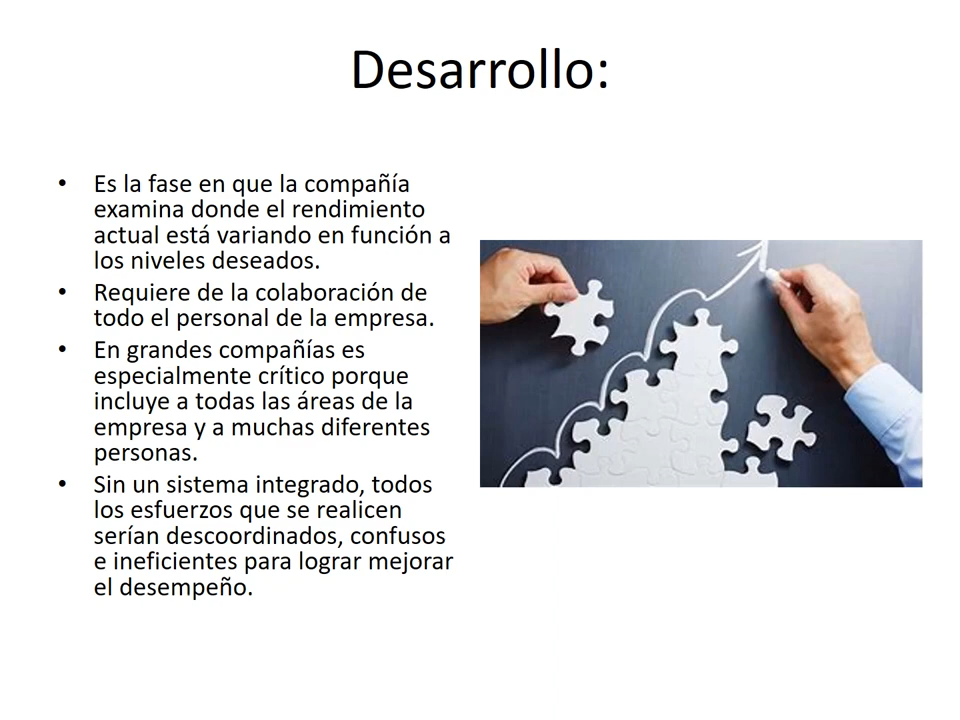 Desarrollo:
• Es la fase en que la compañía
examina donde el rendimiento
actual está variando en función a
los niveles deseados.
• Requiere de la colaboración de
todo el personal de la empresa.
• En grandes compañías es
especialmente crítico porque
incluye a todas las áreas de la
empresa y a muchas diferentes
personas.
• Sin un sistema integrado, todos
los esfuerzos que se realicen
serían descoordinados, confusos
e ineficientes para lograr mejorar
el desempeño.